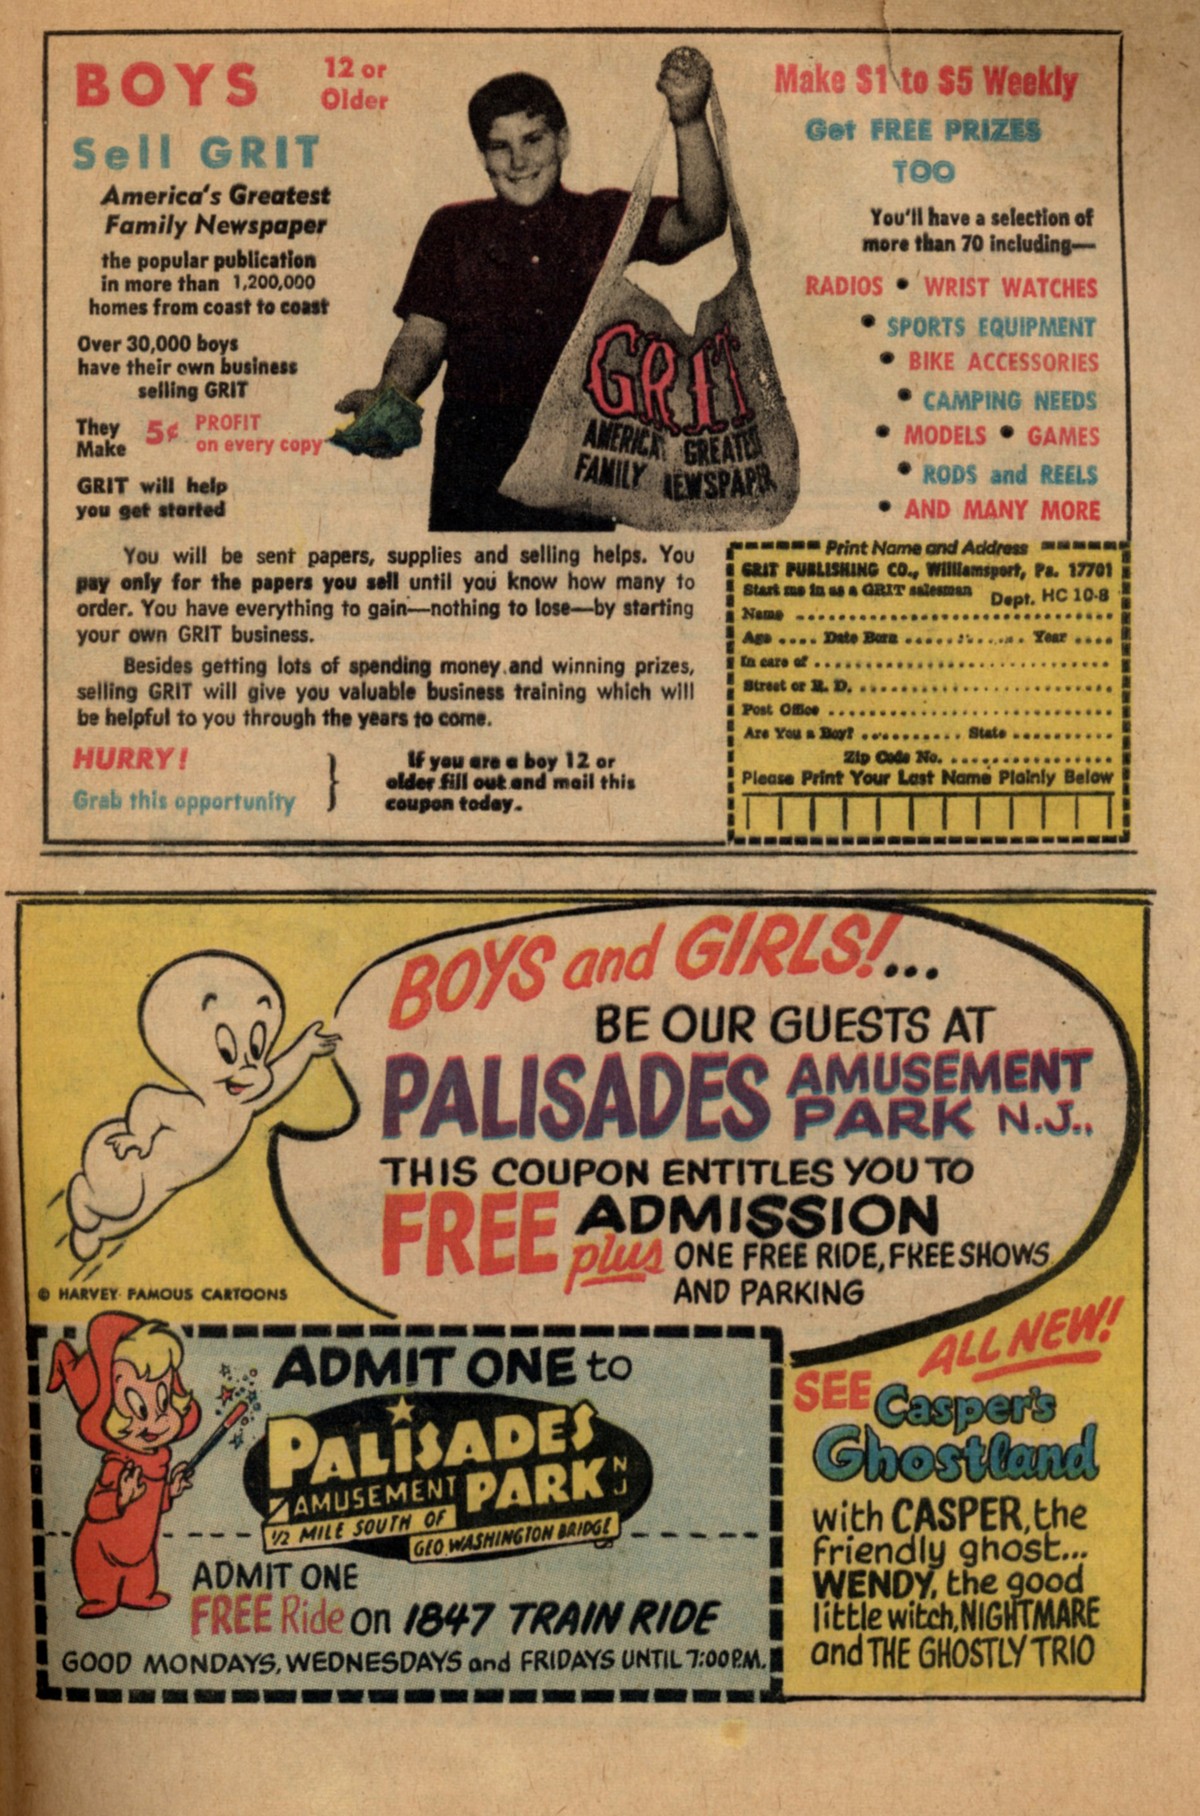 BOYS 12 or
Older
Sell GRIT
America's Greatest
Family Newspaper
the popular publication
in more than 1,200,000
homes from coast to coast
Over 30,000 boys
have their own business
selling GRIT
They
Make 5¢ PROFIT
on every copy
GRIT will help
you get started
GRIT
AMERICA' GREATEST
FAMILY NEWSPAPER
Make $1 to $5 Weekly
Get FREE PRIZES
TOO
You'll have a selection of
more than 70 including—
RADIOS • WRIST WATCHES
• SPORTS EQUIPMENT
• BIKE ACCESSORIES
• CAMPING NEEDS
• MODELS • GAMES
• RODS and REELS
• AND MANY MORE
You will be sent papers, supplies and selling helps. You
pay only for the papers you sell until you know how many to
order. You have everything to gain—nothing to lose—by starting
your own GRIT business.
Besides getting lots of spending money and winning prizes,
selling GRIT will give you valuable business training which will
be helpful to you through the years to come.
HURRY!
Grab this opportunity
If you are a boy 12 or
older fill out and mail this
coupon today.
Print Name and Address
GRIT PUBLISHING CO., Williamsport, Pa. 17701
Start me in as a GRIT salesman Dept. HC 10-8
Name
Age .... Date Born .......... Year ....
In care of
Street or R. D.
Post Office
Are You a Boy? .......... State ..........
Zip Code No.
Please Print Your Last Name Plainly Below
BOYS and GIRLS!...
BE OUR GUESTS AT
PALISADES AMUSEMENT
PARK N.J.,
THIS COUPON ENTITLES YOU TO
FREE ADMISSION
plus ONE FREE RIDE, FREE SHOWS
AND PARKING
© HARVEY FAMOUS CARTOONS
ADMIT ONE to
PALISADES
AMUSEMENT PARK N J
1/2 MILE SOUTH OF
GEO. WASHINGTON BRIDGE
ADMIT ONE
FREE Ride on 1847 TRAIN RIDE
GOOD MONDAYS, WEDNESDAYS and FRIDAYS UNTIL 7:00 P.M.
ALL NEW!
SEE Casper's
Ghostland
with CASPER, the
friendly ghost...
WENDY, the good
little witch, NIGHTMARE
and THE GHOSTLY TRIO